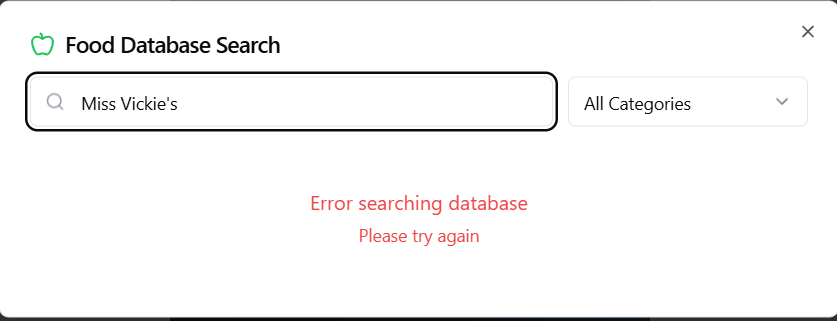 Food Database Search
Miss Vickie's
All Categories
Error searching database
Please try again